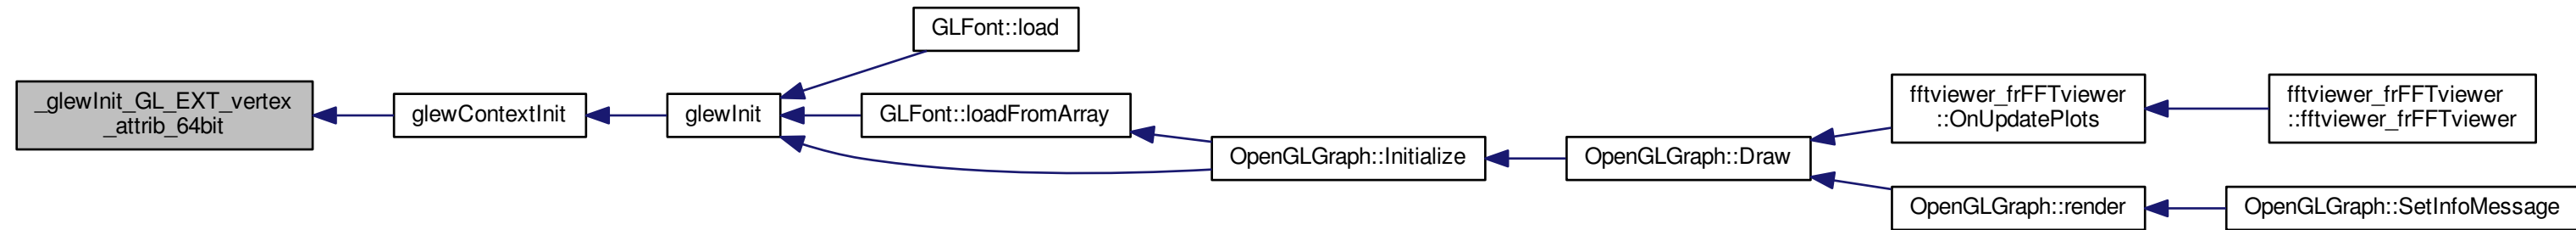 GLFont::load
_glewInit_GL_EXT_vertex
_attrib_64bit
glewContextInit
glewInit
GLFont::loadFromArray
OpenGLGraph::Initialize
OpenGLGraph::Draw
fftviewer_frFFTviewer
::OnUpdatePlots
fftviewer_frFFTviewer
::fftviewer_frFFTviewer
OpenGLGraph::render
OpenGLGraph::SetInfoMessage